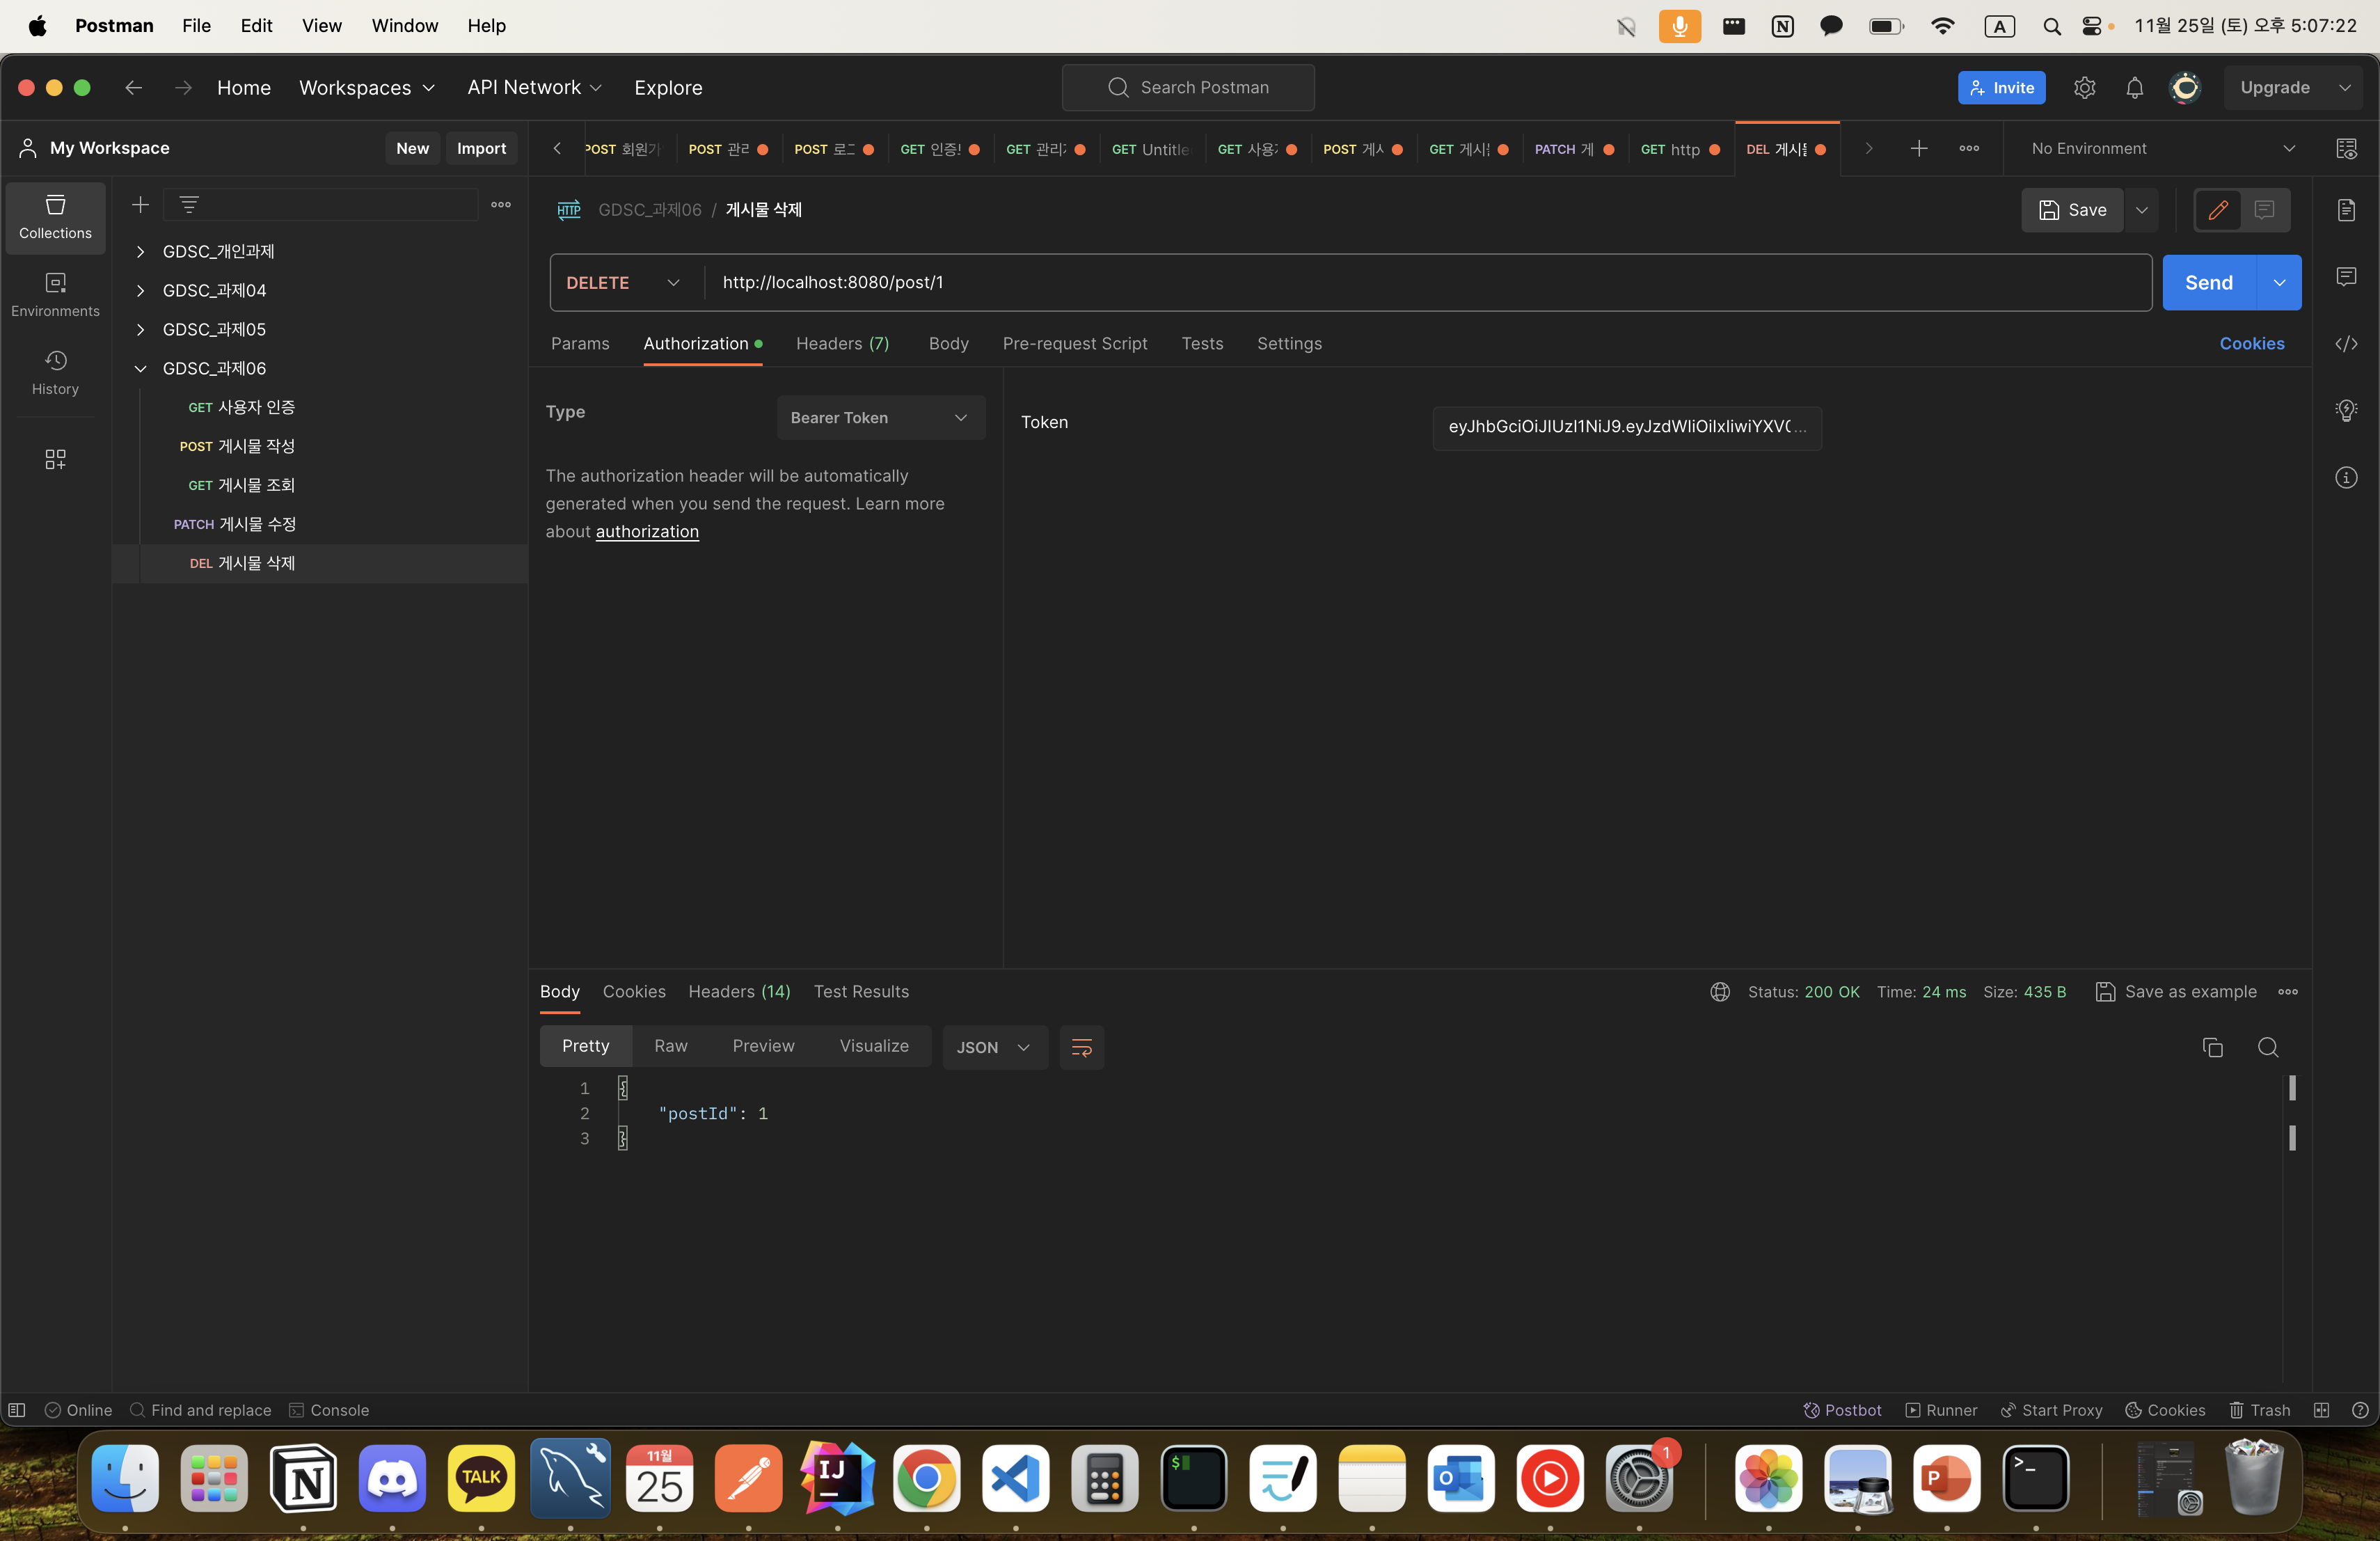 Postman File Edit View Window Help
A 11월 25일 (토) 오후 5:07:22
Home Workspaces API Network Explore Search Postman Invite Upgrade
My Workspace New Import
POST 회원가 POST 관리 POST 로그 GET 인증! GET 관리 GET Untitle GET 사용 POST 게시 GET 게시 PATCH 게 GET http DEL 게시 No Environment
Collections
Environments
History
GDSC_개인과제
GDSC_과제04
GDSC_과제05
GDSC_과제06
GET 사용자 인증
POST 게시물 작성
GET 게시물 조회
PATCH 게시물 수정
DEL 게시물 삭제
HTTP GDSC_과제06 / 게시물 삭제 Save
DELETE http://localhost:8080/post/1 Send
Params Authorization Headers (7) Body Pre-request Script Tests Settings Cookies
Type Bearer Token
The authorization header will be automatically
generated when you send the request. Learn more
about authorization
Token eyJhbGciOiJIUzI1NiJ9.eyJzdWIiOiIxIiwiYXV0...
Body Cookies Headers (14) Test Results Status: 200 OK Time: 24 ms Size: 435 B Save as example
Pretty Raw Preview Visualize JSON
1 {
2 "postId": 1
3 }
Online Find and replace Console Postbot Runner Start Proxy Cookies Trash
N TALK 11월 25 IJ $ O 1 P >_